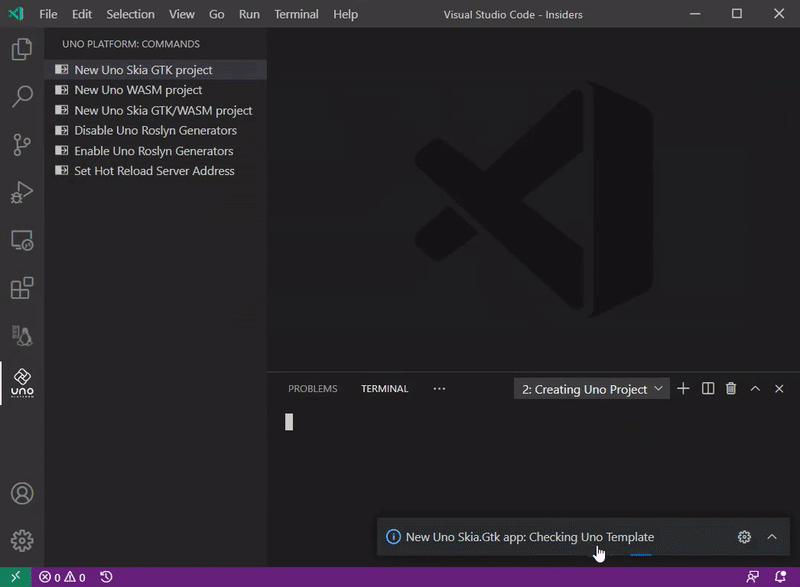 File Edit Selection View Go Run Terminal Help Visual Studio Code - Insiders
UNO PLATFORM: COMMANDS
New Uno Skia GTK project
New Uno WASM project
New Uno Skia GTK/WASM project
Disable Uno Roslyn Generators
Enable Uno Roslyn Generators
Set Hot Reload Server Address
uno
PLATFORM
PROBLEMS TERMINAL ... 2: Creating Uno Project
New Uno Skia.Gtk app: Checking Uno Template
0 0